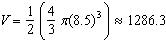 V = 1/2 (4/3 π(8.5)³) ≈ 1286.3